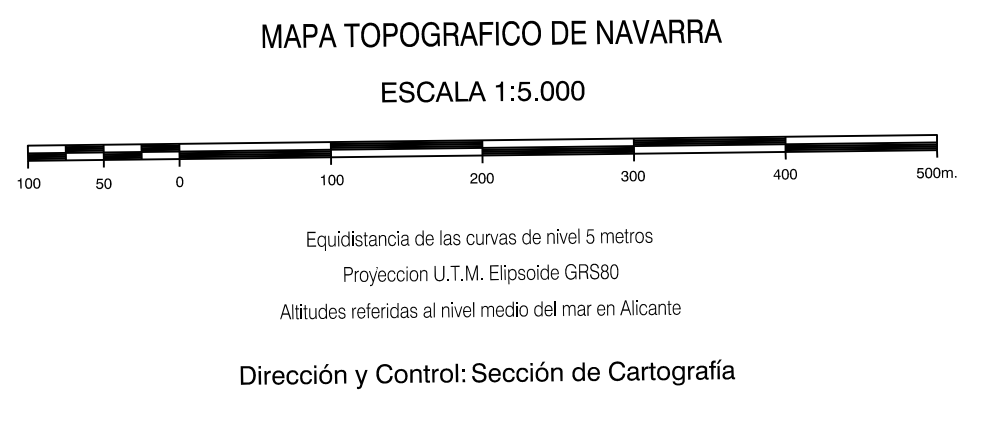 MAPA TOPOGRAFICO DE NAVARRA
ESCALA 1:5.000
100 50 0 100 200 300 400 500m.
Equidistancia de las curvas de nivel 5 metros
Proyeccion U.T.M. Elipsoide GRS80
Altitudes referidas al nivel medio del mar en Alicante
Dirección y Control: Sección de Cartografía